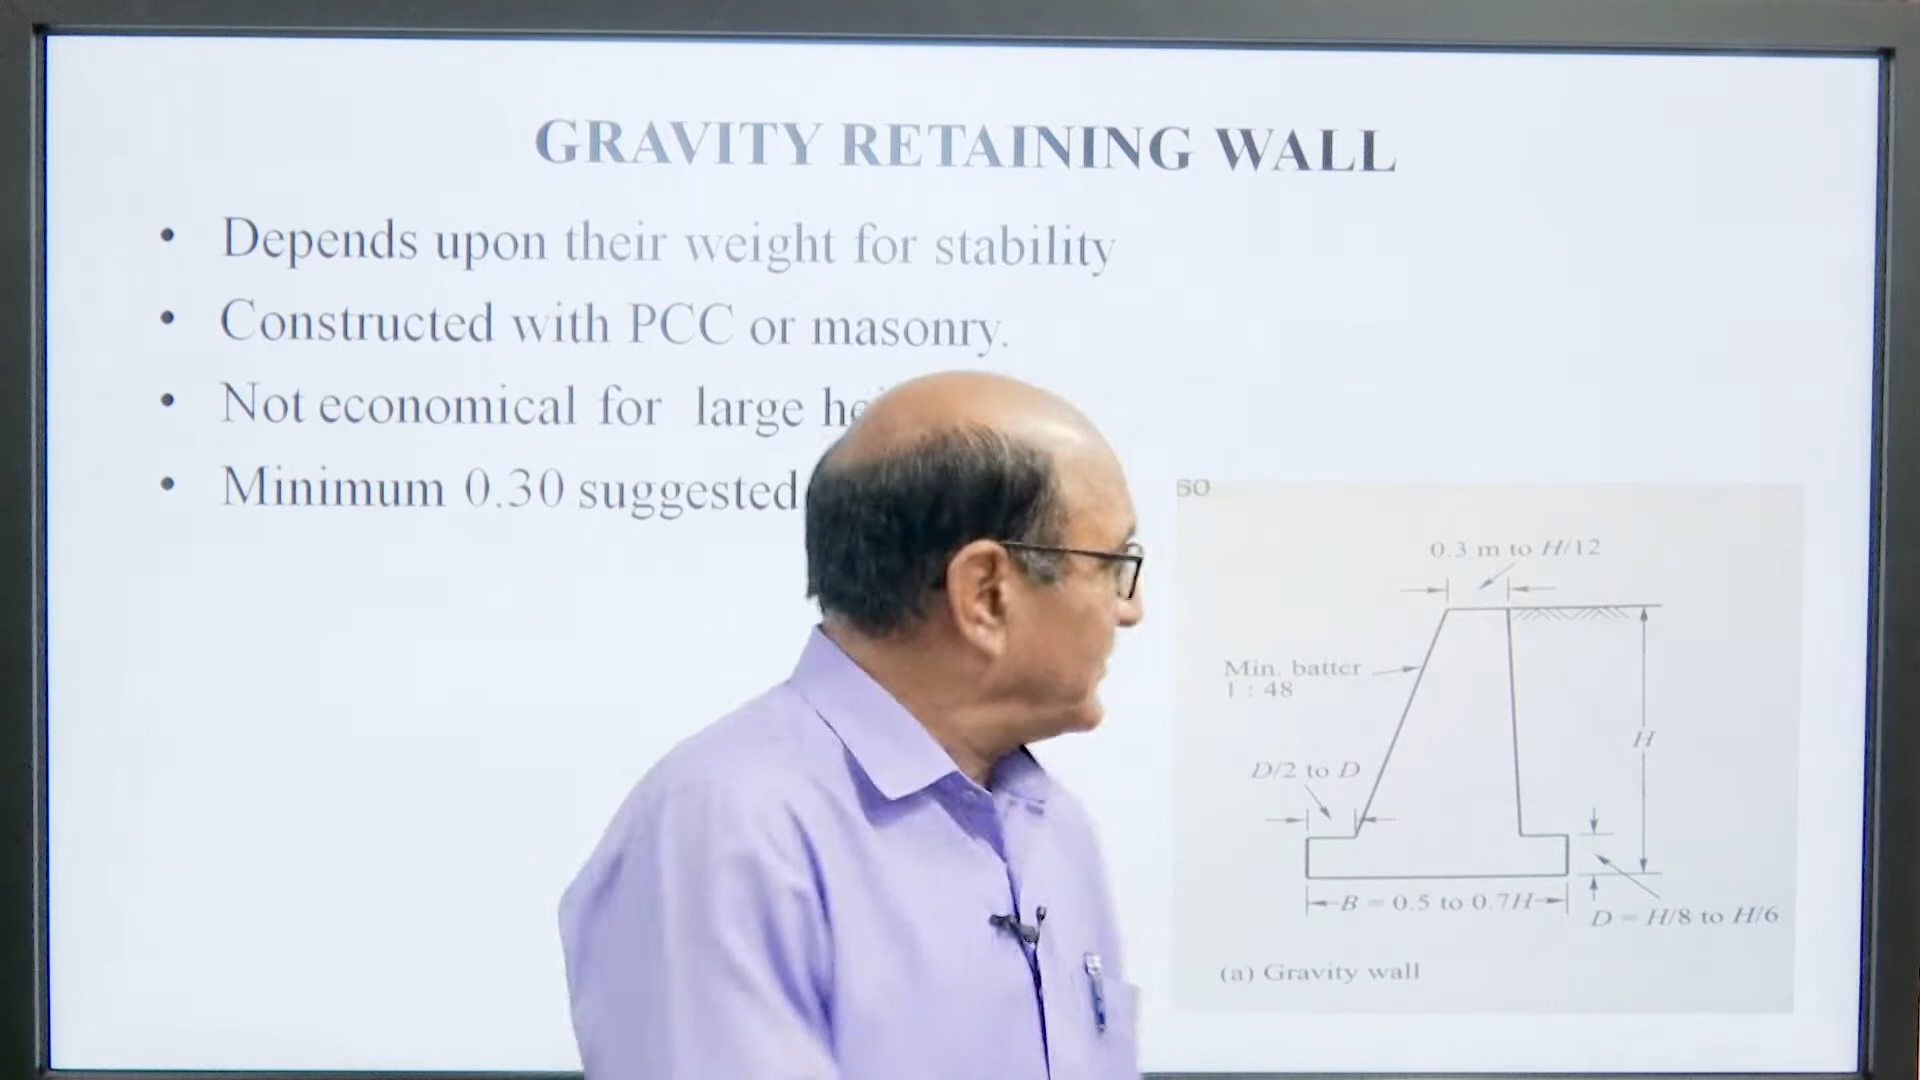 GRAVITY RETAINING WALL
• Depends upon their weight for stability
• Constructed with PCC or masonry.
• Not economical for large
• Minimum 0.30 suggested
0.3 m to H/12
Min. batter
1 : 48
H
D/2 to D
B = 0.5 to 0.7H
D = H/8 to H/6
(a) Gravity wall